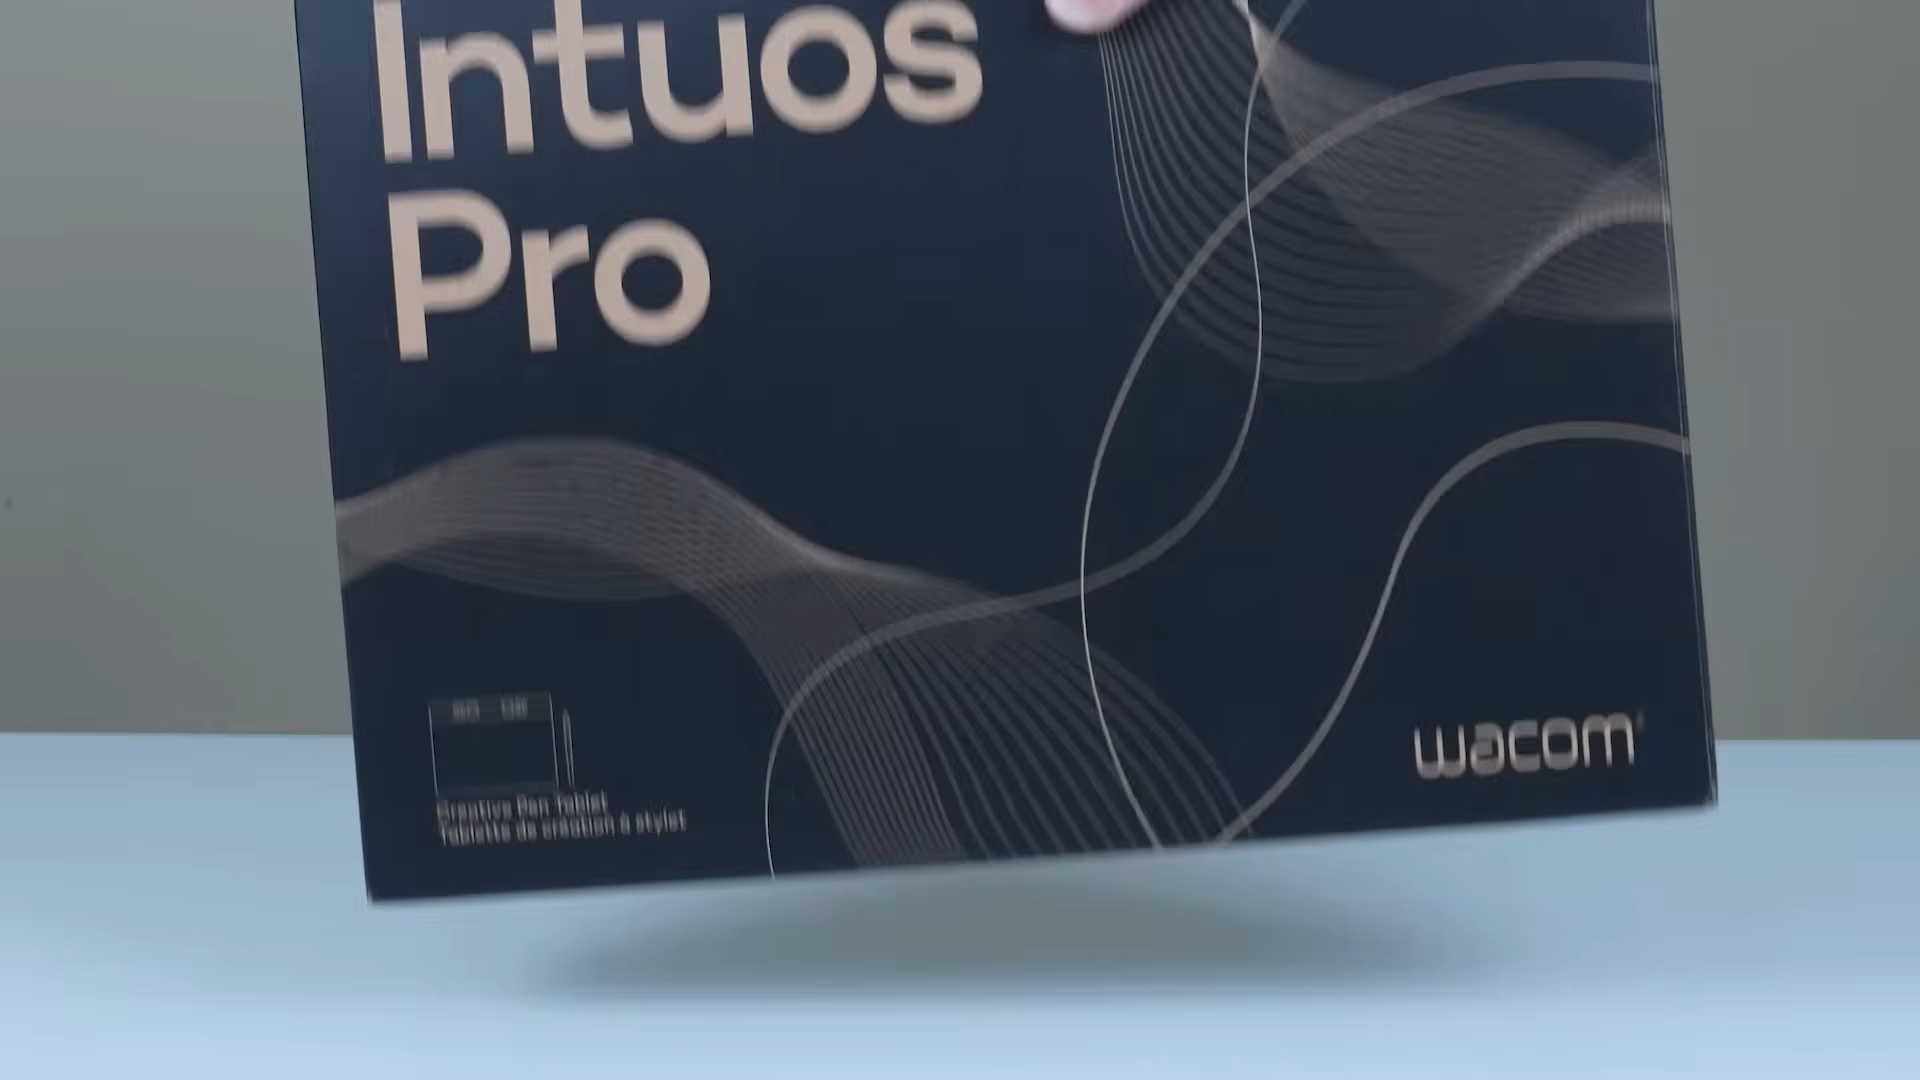 Intuos
Pro
Creative Pen Tablet
Tablette de création à stylet
wacom